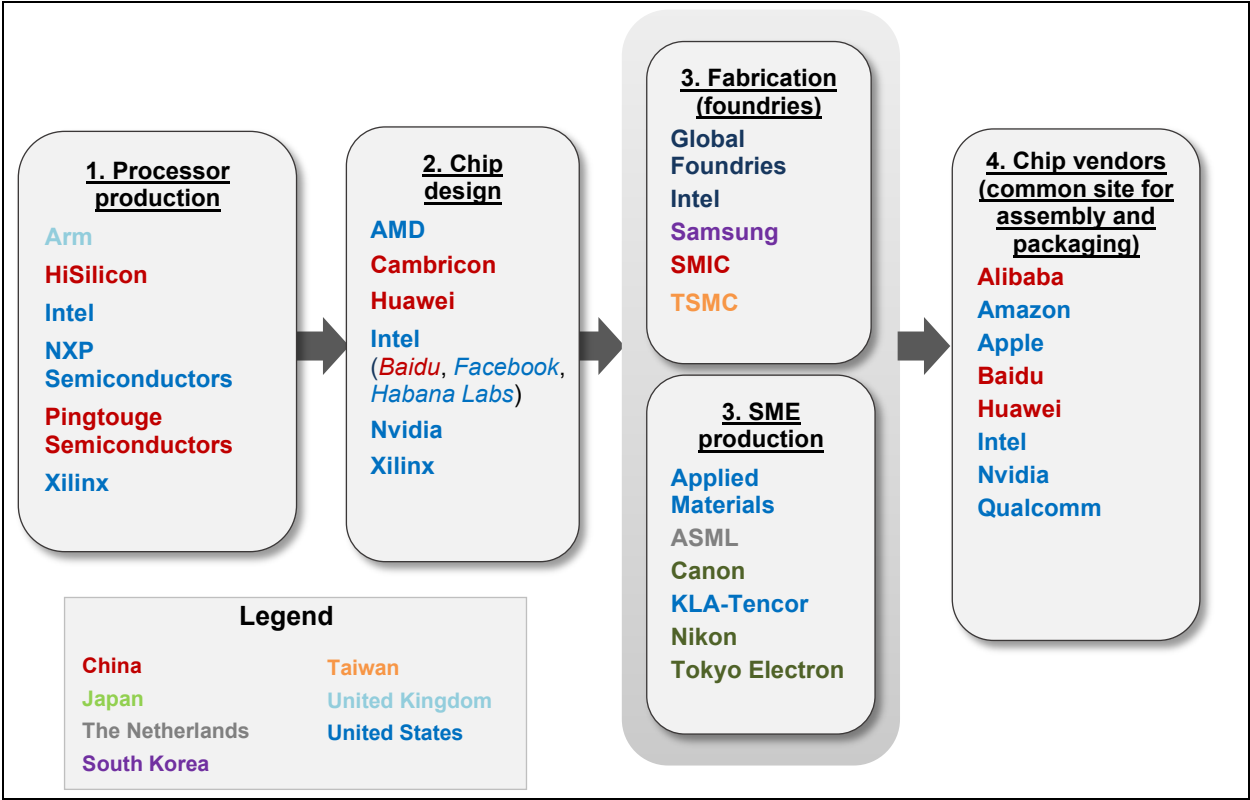 1. Processor
production
Arm
HiSilicon
Intel
NXP
Semiconductors
Pingtouge
Semiconductors
Xilinx
2. Chip
design
AMD
Cambricon
Huawei
Intel
(Baidu, Facebook,
Habana Labs)
Nvidia
Xilinx
3. Fabrication
(foundries)
Global
Foundries
Intel
Samsung
SMIC
TSMC
3. SME
production
Applied
Materials
ASML
Canon
KLA-Tencor
Nikon
Tokyo Electron
4. Chip vendors
(common site for
assembly and
packaging)
Alibaba
Amazon
Apple
Baidu
Huawei
Intel
Nvidia
Qualcomm
Legend
China
Japan
The Netherlands
South Korea
Taiwan
United Kingdom
United States